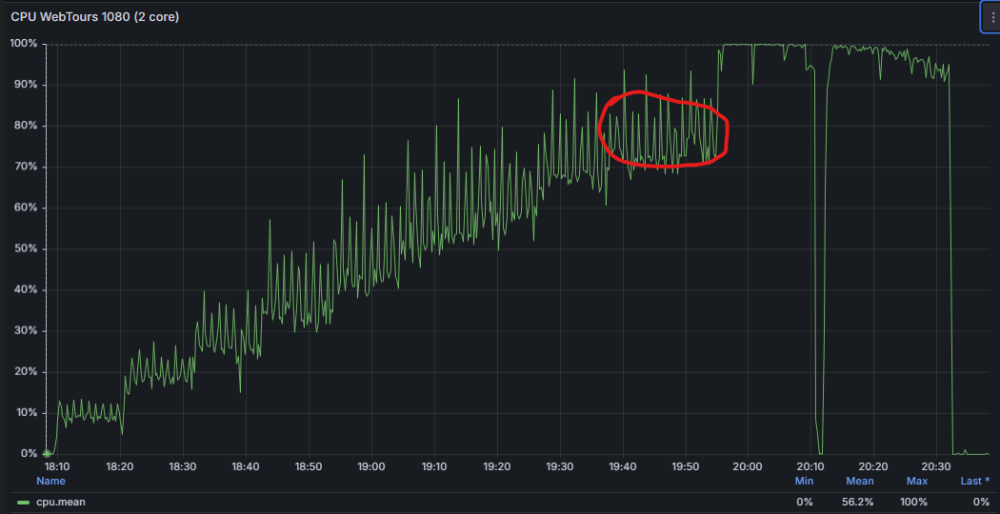 CPU WebTours 1080 (2 core)
100%
90%
80%
70%
60%
50%
40%
30%
20%
10%
0%
18:10 18:20 18:30 18:40 18:50 19:00 19:10 19:20 19:30 19:40 19:50 20:00 20:10 20:20 20:30
Name Min Mean Max Last *
cpu.mean 0% 56.2% 100% 0%